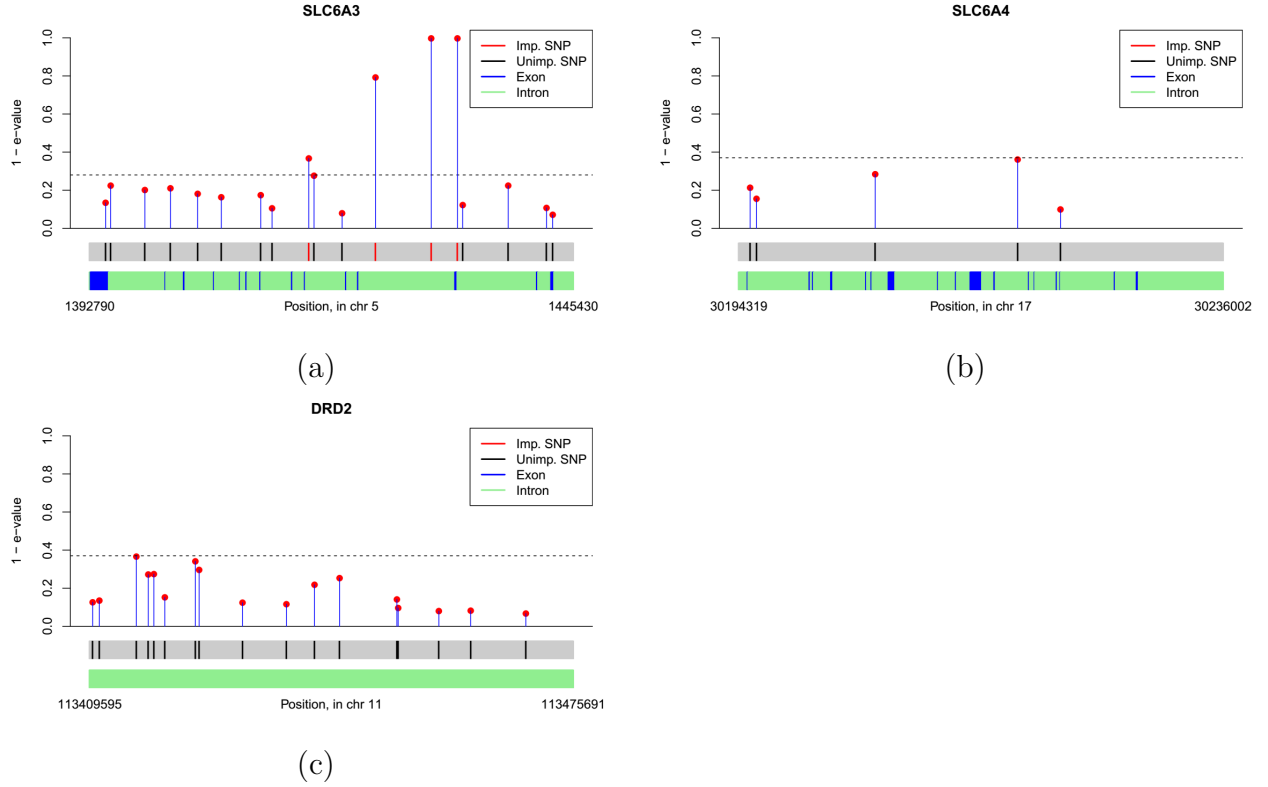 SLC6A3
1 − e−value
0.0 0.2 0.4 0.6 0.8 1.0
Imp. SNP
Unimp. SNP
Exon
Intron
1392790 Position, in chr 5 1445430
(a)
SLC6A4
1 − e−value
0.0 0.2 0.4 0.6 0.8 1.0
Imp. SNP
Unimp. SNP
Exon
Intron
30194319 Position, in chr 17 30236002
(b)
DRD2
1 − e−value
0.0 0.2 0.4 0.6 0.8 1.0
Imp. SNP
Unimp. SNP
Exon
Intron
113409595 Position, in chr 11 113475691
(c)